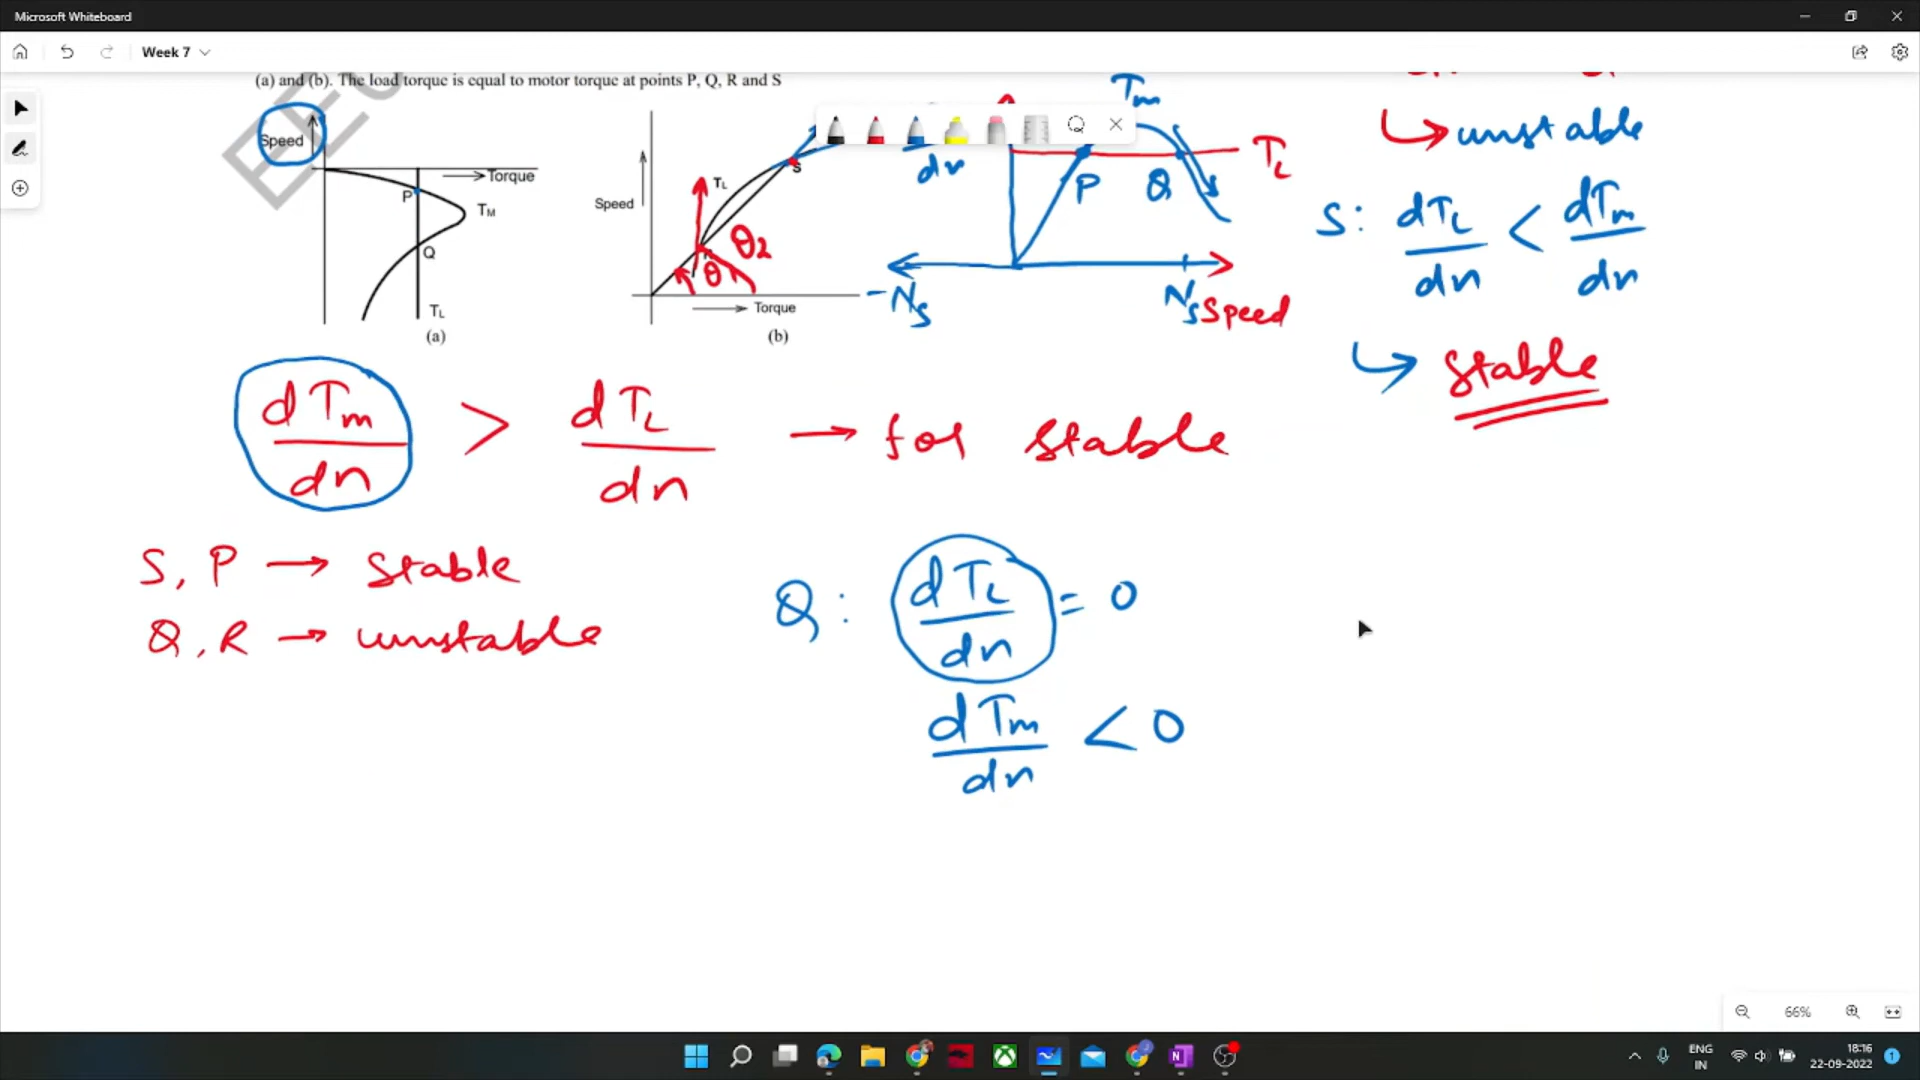 Microsoft Whiteboard
Week 7
(a) and (b). The load torque is equal to motor torque at points P, Q, R and S
Speed
Torque
P
TM
Q
TL
(a)
Speed
TL
S
θ2
θ
Torque
(b)
dn
Tm
TL
P Q
-Ns
Ns Speed
↳ unstable
S: dTL/dn < dTm/dn
↳ stable
dTm/dn > dTL/dn → for stable
S, P → stable
Q, R → unstable
Q: dTL/dn = 0
dTm/dn < 0
66%
ENG
IN
18:16
22-09-2022
1